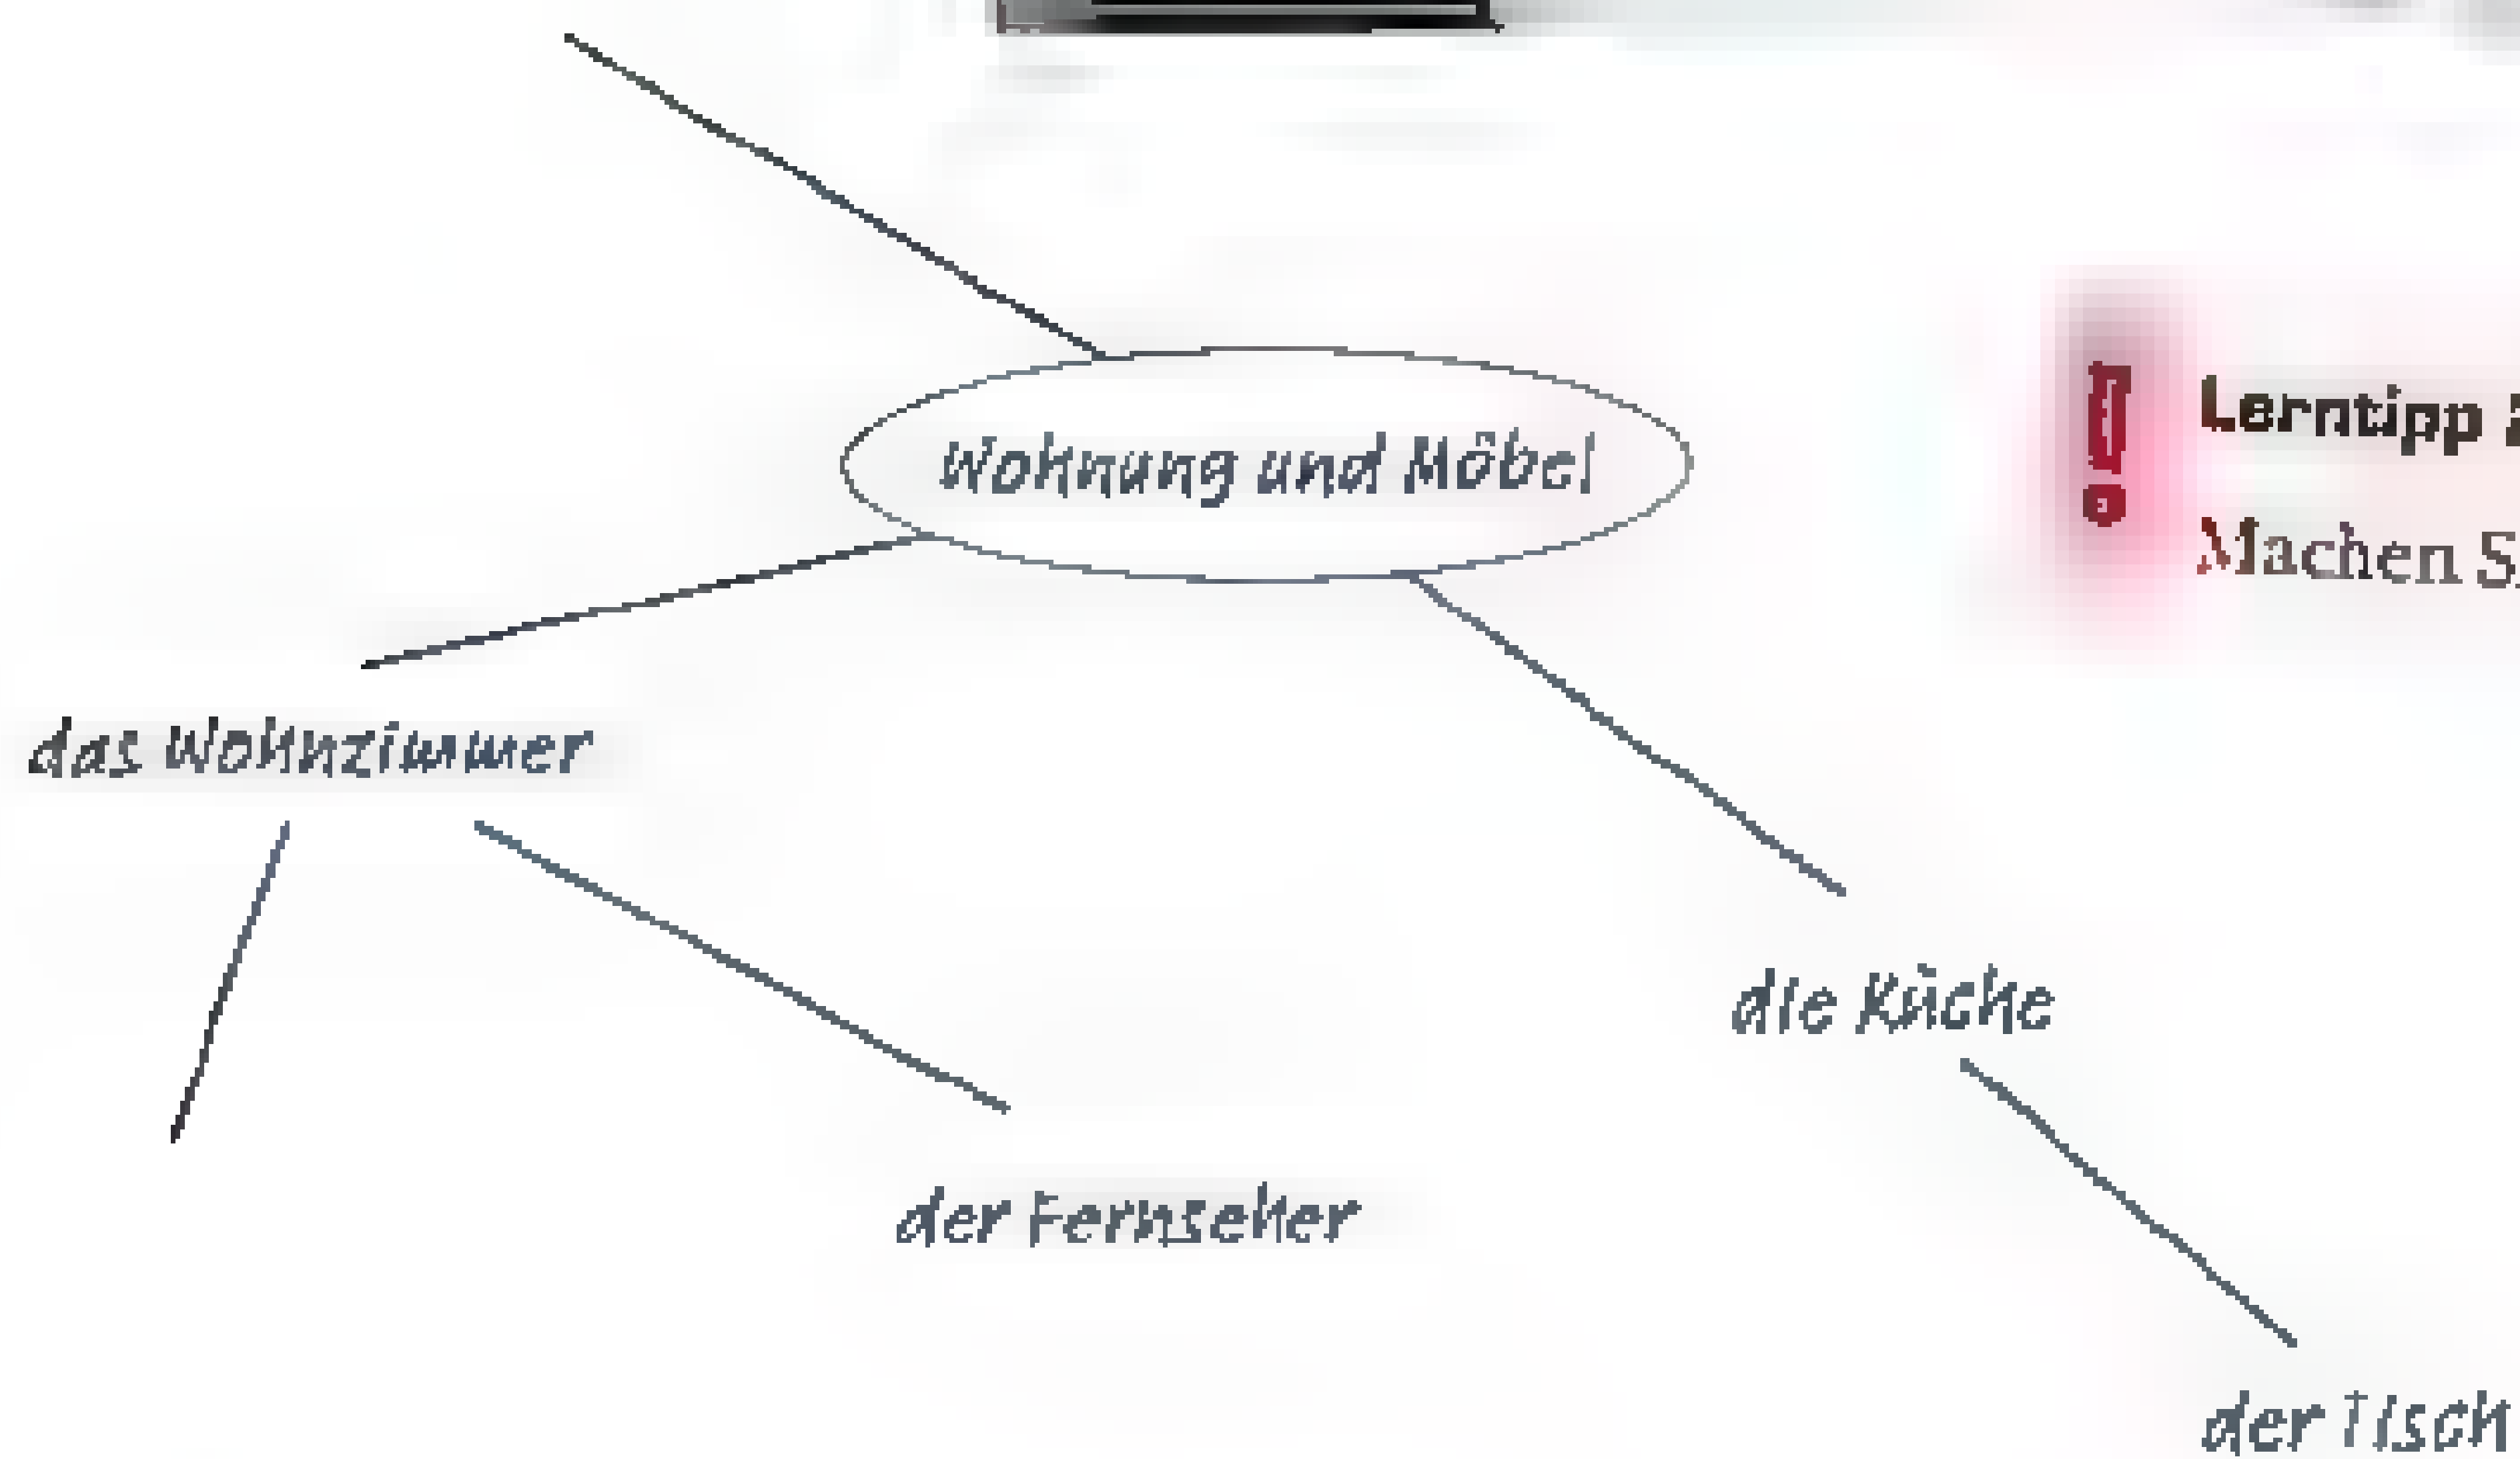 Wohnung und Möbel
Lerntipp
Machen
das Wohnzimmer
die Küche
der Fernseher
der Tisch